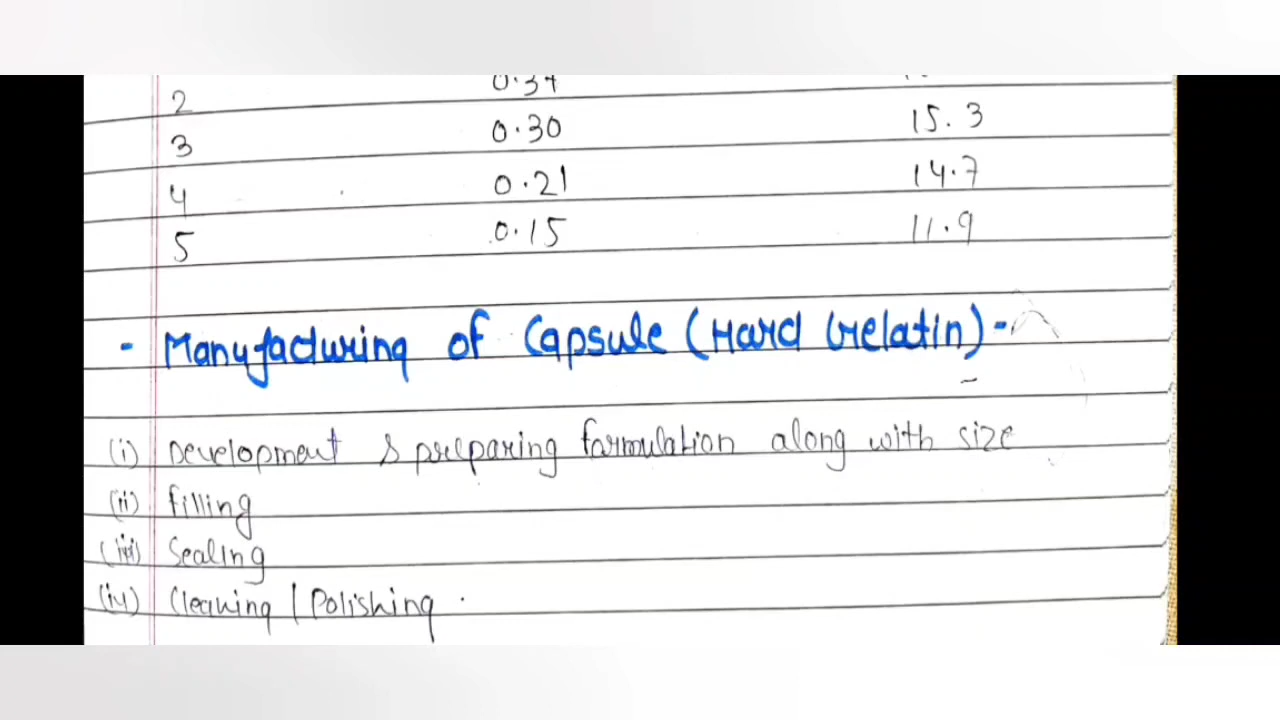 2 0.37
3 0.30 15.3
4 0.21 14.7
5 0.15 11.9
- Manufacturing of Capsule (Hard Gelatin) -
(i) Development & preparing formulation along with size
(ii) filling
(iii) Sealing
(iv) Cleaning / Polishing .